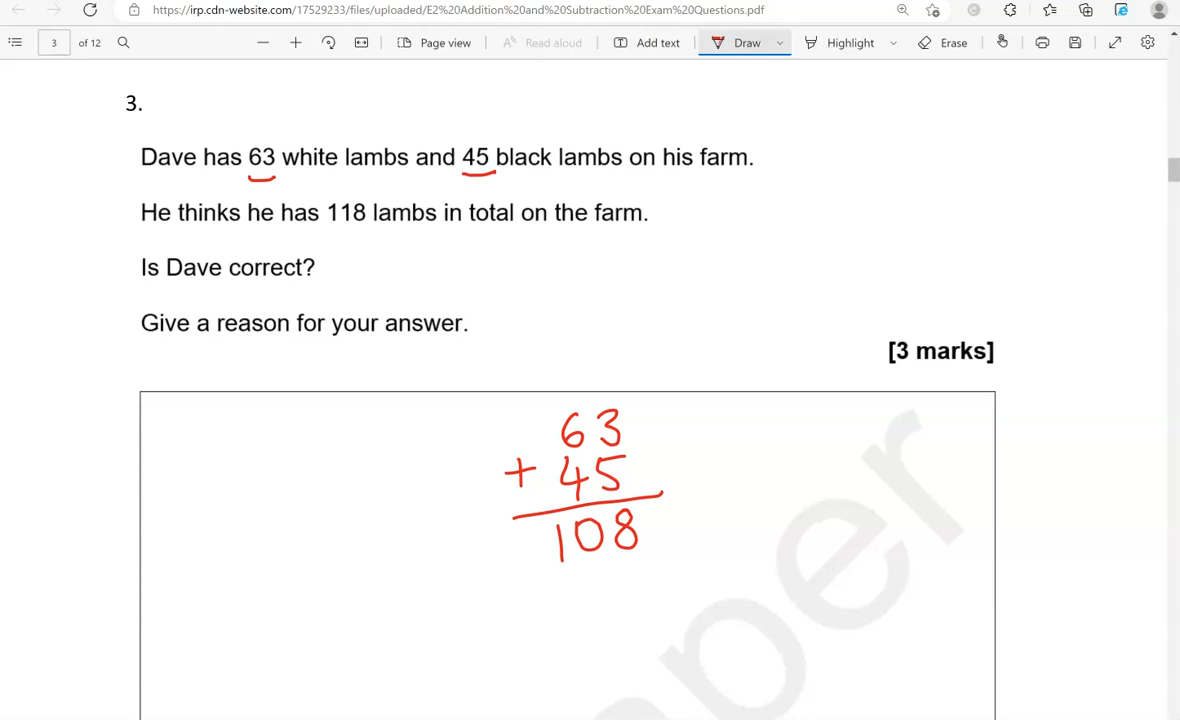 https://irp.cdn-website.com/17529233/files/uploaded/E2%20Addition%20and%20Subtraction%20Exam%20Questions.pdf
3 of 12 Page view Read aloud Add text Draw Highlight Erase
3.
Dave has 63 white lambs and 45 black lambs on his farm.
He thinks he has 118 lambs in total on the farm.
Is Dave correct?
Give a reason for your answer.
[3 marks]
63
+ 45
108
per